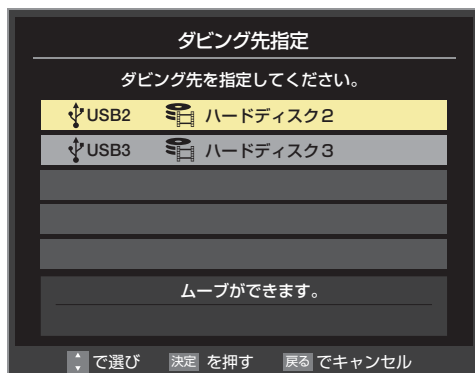 ダビング先指定
ダビング先を指定してください。
USB2 ハードディスク2
USB3 ハードディスク3
ムーブができます。
で選び 決定 を押す 戻る でキャンセル